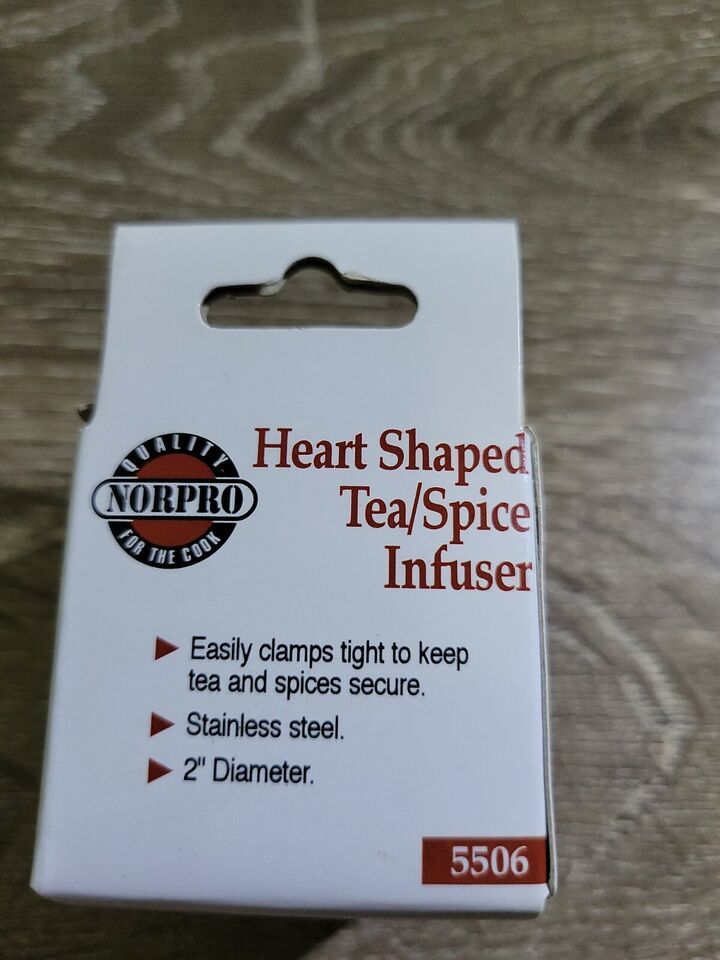 QUALITY
NORPRO
FOR THE COOK
Heart Shaped
Tea/Spice
Infuser
Easily clamps tight to keep
tea and spices secure.
Stainless steel.
2" Diameter.
5506